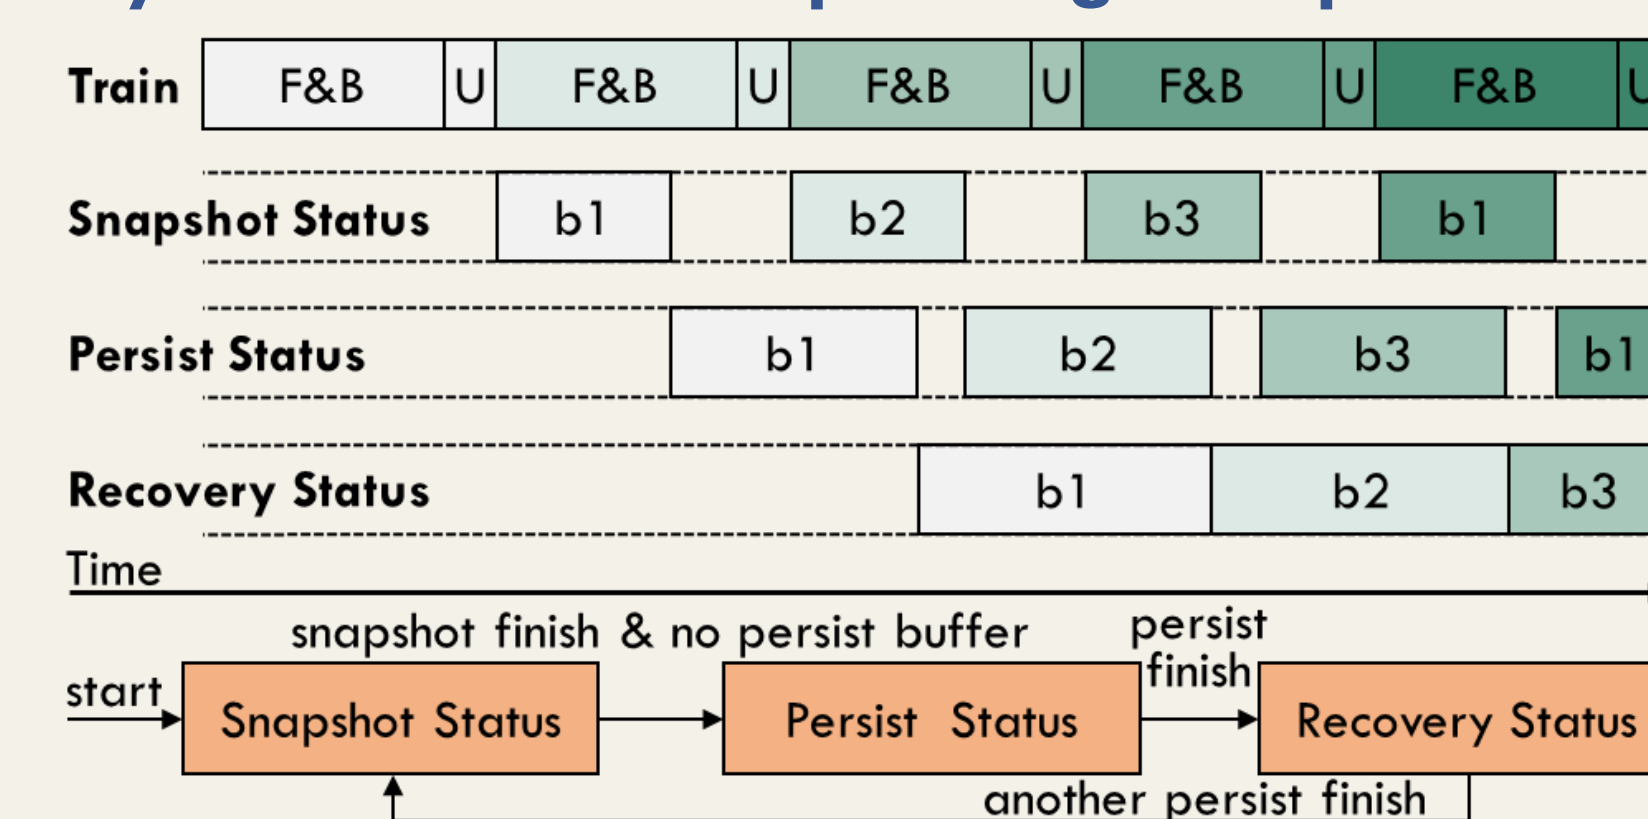 Train F&B U F&B U F&B U F&B U F&B U
Snapshot Status b1 b2 b3 b1
Persist Status b1 b2 b3 b1
Recovery Status b1 b2 b3
Time
snapshot finish & no persist buffer
persist
finish
start
Snapshot Status
Persist Status
Recovery Status
another persist finish